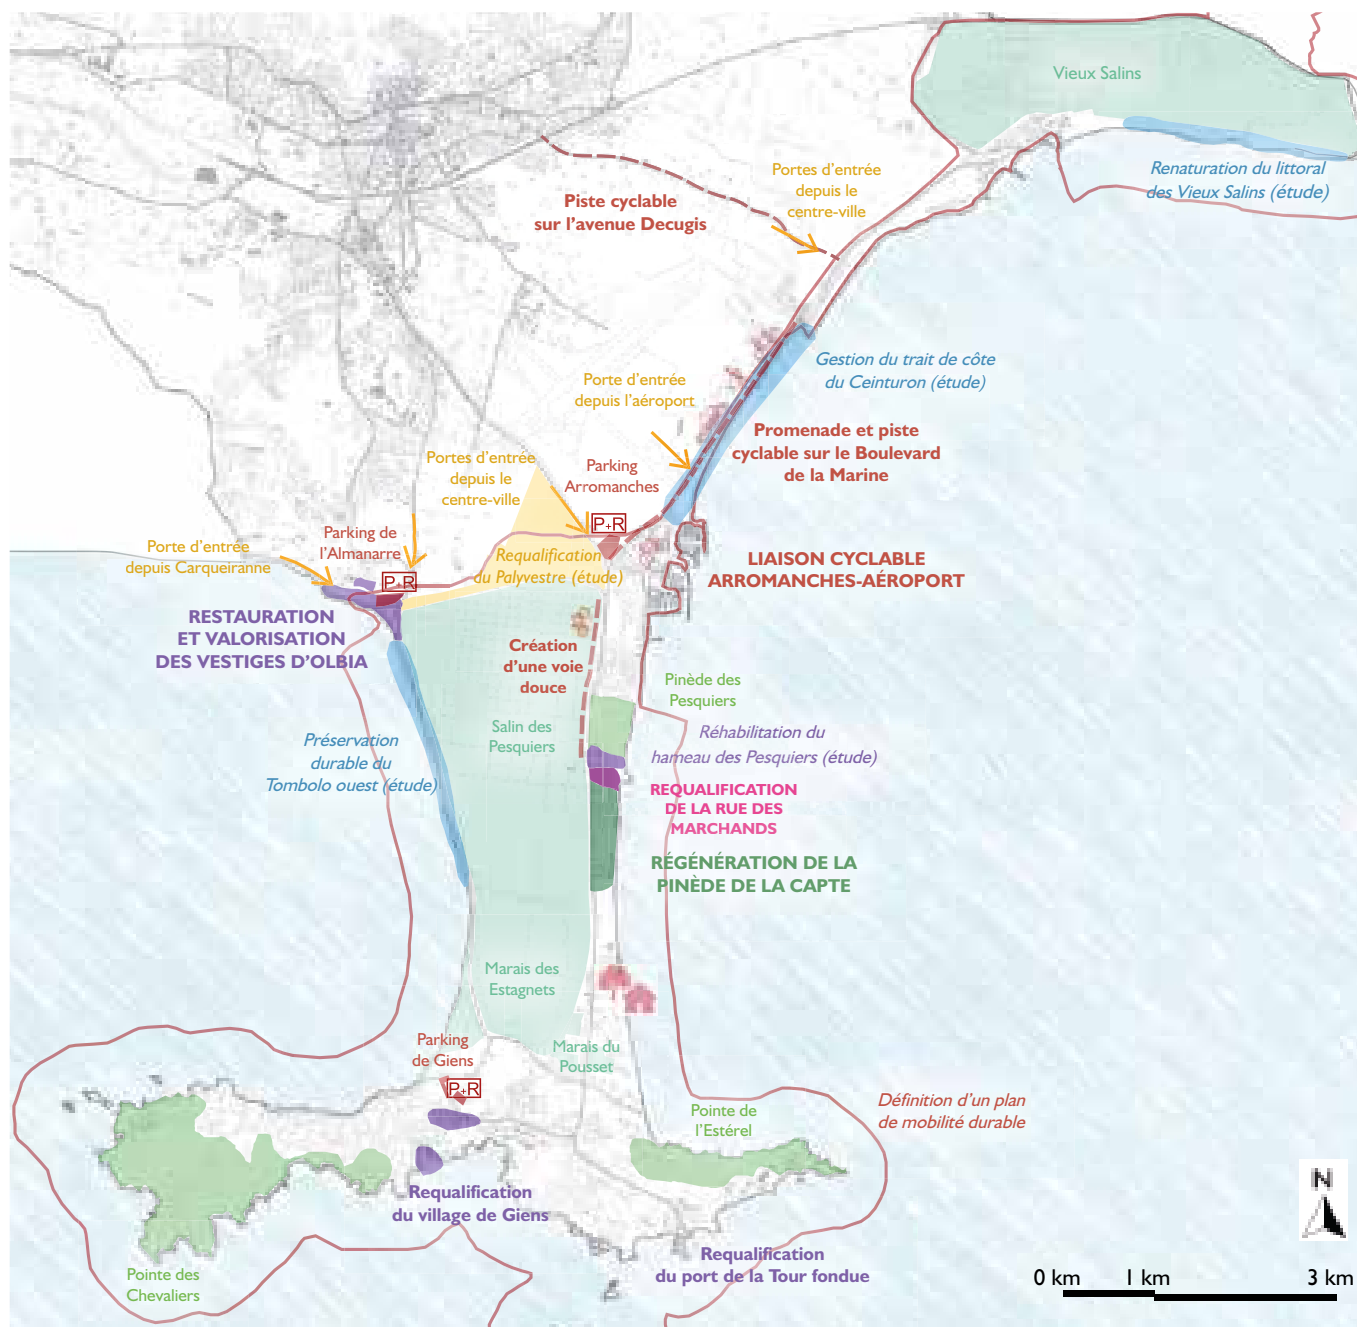 Vieux Salins
Renaturation du littoral
des Vieux Salins (étude)
Portes d'entrée
depuis le
centre-ville
Piste cyclable
sur l'avenue Decugis
Gestion du trait de côte
du Ceinturon (étude)
Porte d'entrée
depuis l'aéroport
Promenade et piste
cyclable sur le Boulevard
de la Marine
Portes d'entrée
depuis le
centre-ville
Parking
Arromanches
P+R
Parking de
l'Almanarre
P+R
Porte d'entrée
depuis Carqueiranne
Requalification
du Palyvestre (étude)
LIAISON CYCLABLE
ARROMANCHES-AÉROPORT
RESTAURATION
ET VALORISATION
DES VESTIGES D'OLBIA
Création
d'une voie
douce
Pinède des
Pesquiers
Salin des
Pesquiers
Réhabilitation du
hameau des Pesquiers (étude)
Préservation
durable du
Tombolo ouest (étude)
REQUALIFICATION
DE LA RUE DES
MARCHANDS
RÉGÉNÉRATION DE LA
PINÈDE DE LA CAPTE
Marais des
Estagnets
Parking
de Giens
P+R
Marais du
Pousset
Pointe de
l'Estérel
Définition d'un plan
de mobilité durable
Requalification
du village de Giens
Requalification
du port de la Tour fondue
Pointe des
Chevaliers
N
0 km 1 km 3 km